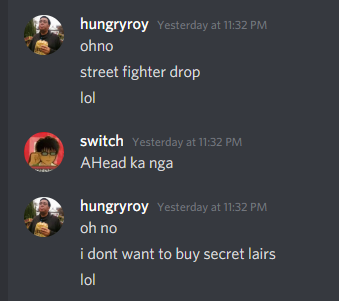 hungryroy Yesterday at 11:32 PM
ohno
street fighter drop
lol
switch Yesterday at 11:32 PM
AHead ka nga
hungryroy Yesterday at 11:32 PM
oh no
i dont want to buy secret lairs
lol